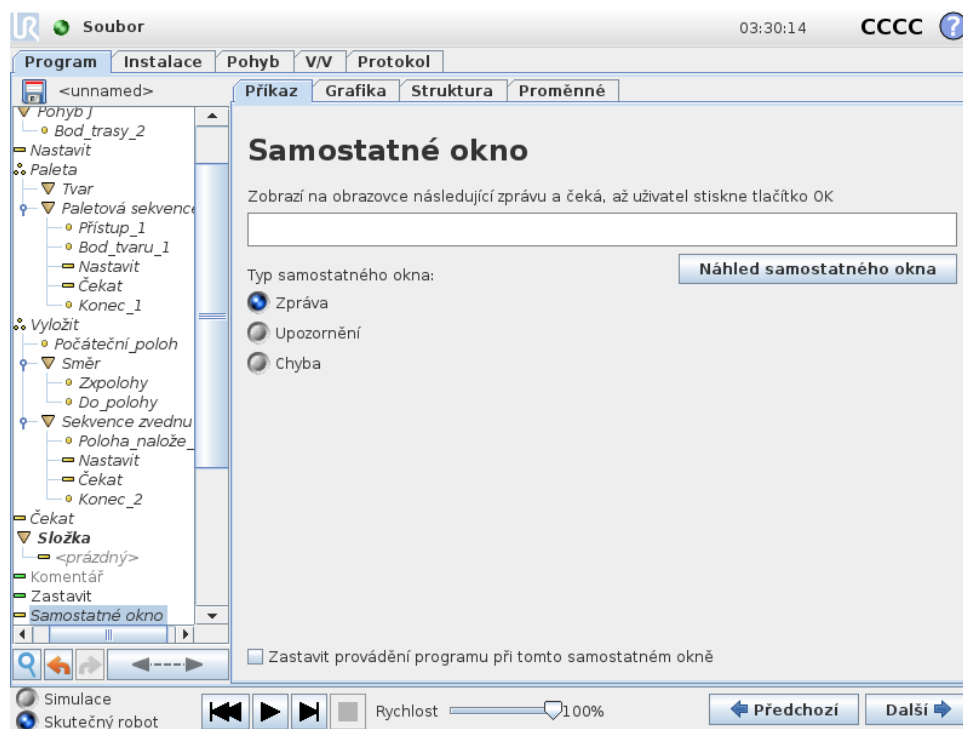 UR Soubor 03:30:14 CCCC ?
Program Instalace Pohyb V/V Protokol
<unnamed> Příkaz Grafika Struktura Proměnné
Pohyb J
Bod_trasy_2
Nastavit
Paleta
Tvar
Paletová sekvence
Přístup_1
Bod_tvaru_1
Nastavit
Čekat
Konec_1
Vyložit
Počáteční_poloh
Směr
Zxpolohy
Do_polohy
Sekvence zvednu
Poloha_nalože_
Nastavit
Čekat
Konec_2
Čekat
Složka
<prázdný>
Komentář
Zastavit
Samostatné okno
Samostatné okno
Zobrazí na obrazovce následující zprávu a čeká, až uživatel stiskne tlačítko OK
Náhled samostatného okna
Typ samostatného okna:
Zpráva
Upozornění
Chyba
Zastavit provádění programu při tomto samostatném okně
Simulace
Skutečný robot
Rychlost 100%
Předchozí Další